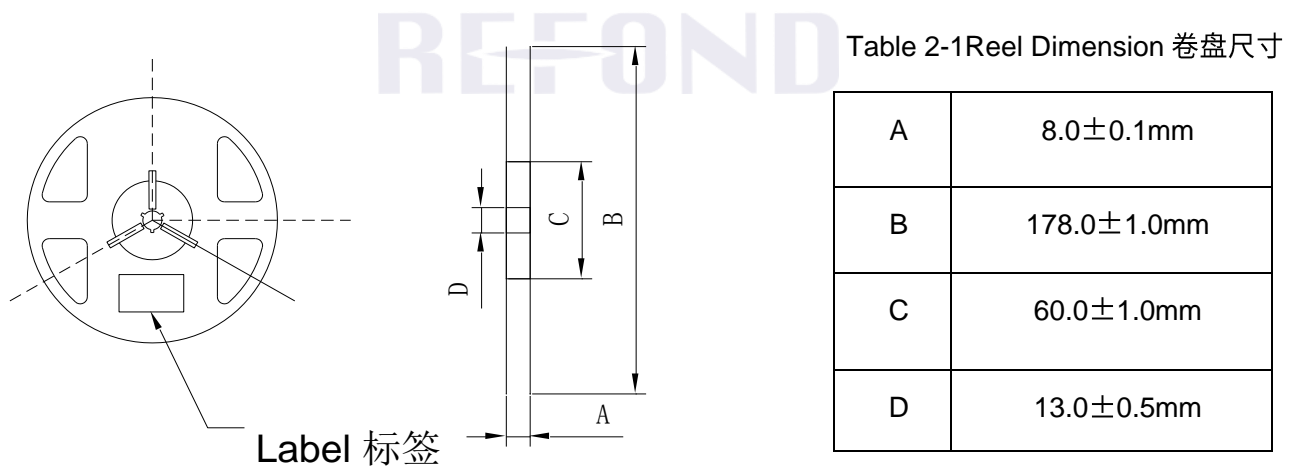 REFOND
Table 2-1Reel Dimension 卷盘尺寸
A 8.0±0.1mm
B 178.0±1.0mm
C 60.0±1.0mm
D 13.0±0.5mm
C
B
D
A
Label 标签